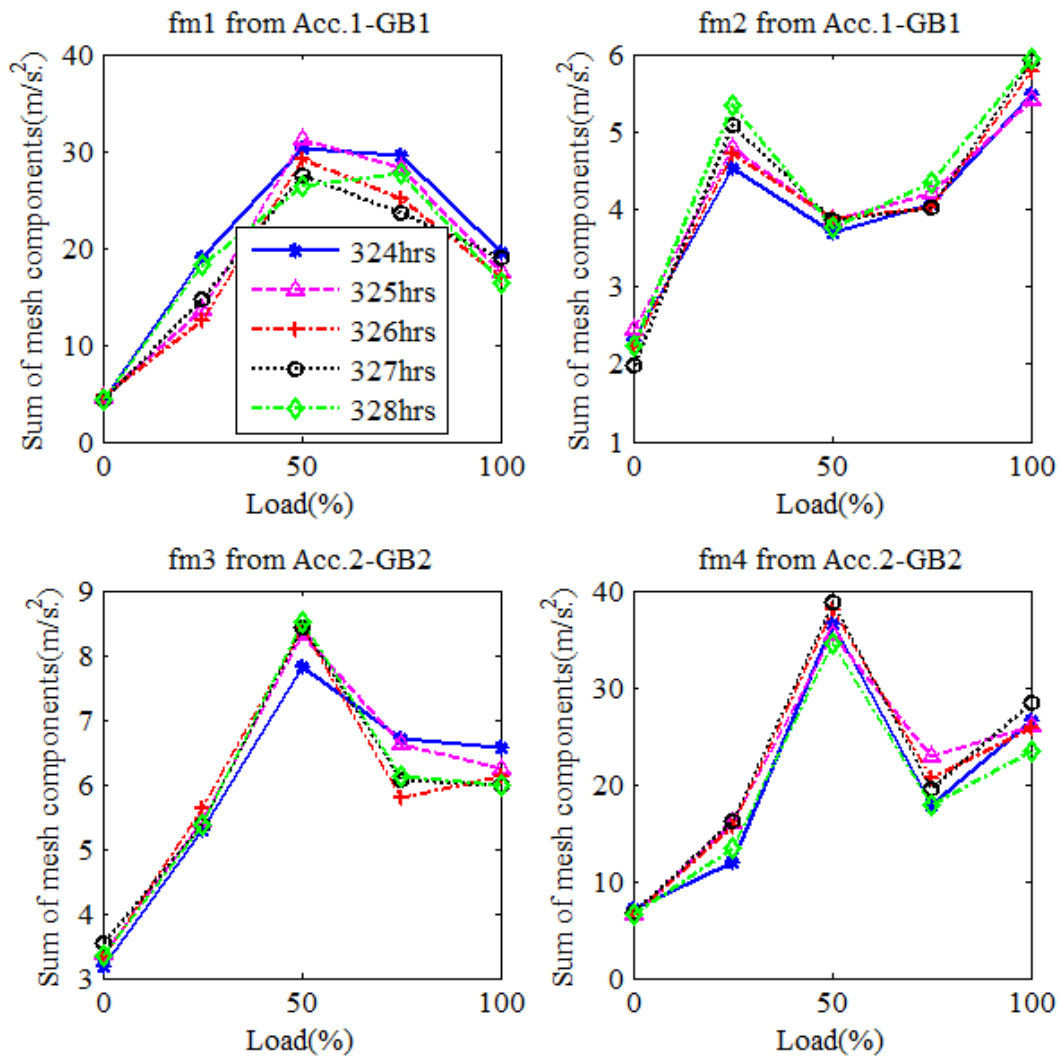 fm1 from Acc.1-GB1
Sum of mesh components(m/s.²)
40
30
20
10
0
0
50
100
Load(%)
324hrs
325hrs
326hrs
327hrs
328hrs
fm2 from Acc.1-GB1
Sum of mesh components(m/s.²)
6
5
4
3
2
1
0
50
100
Load(%)
fm3 from Acc.2-GB2
Sum of mesh components(m/s.²)
9
8
7
6
5
4
3
0
50
100
Load(%)
fm4 from Acc.2-GB2
Sum of mesh components(m/s.²)
40
30
20
10
0
0
50
100
Load(%)